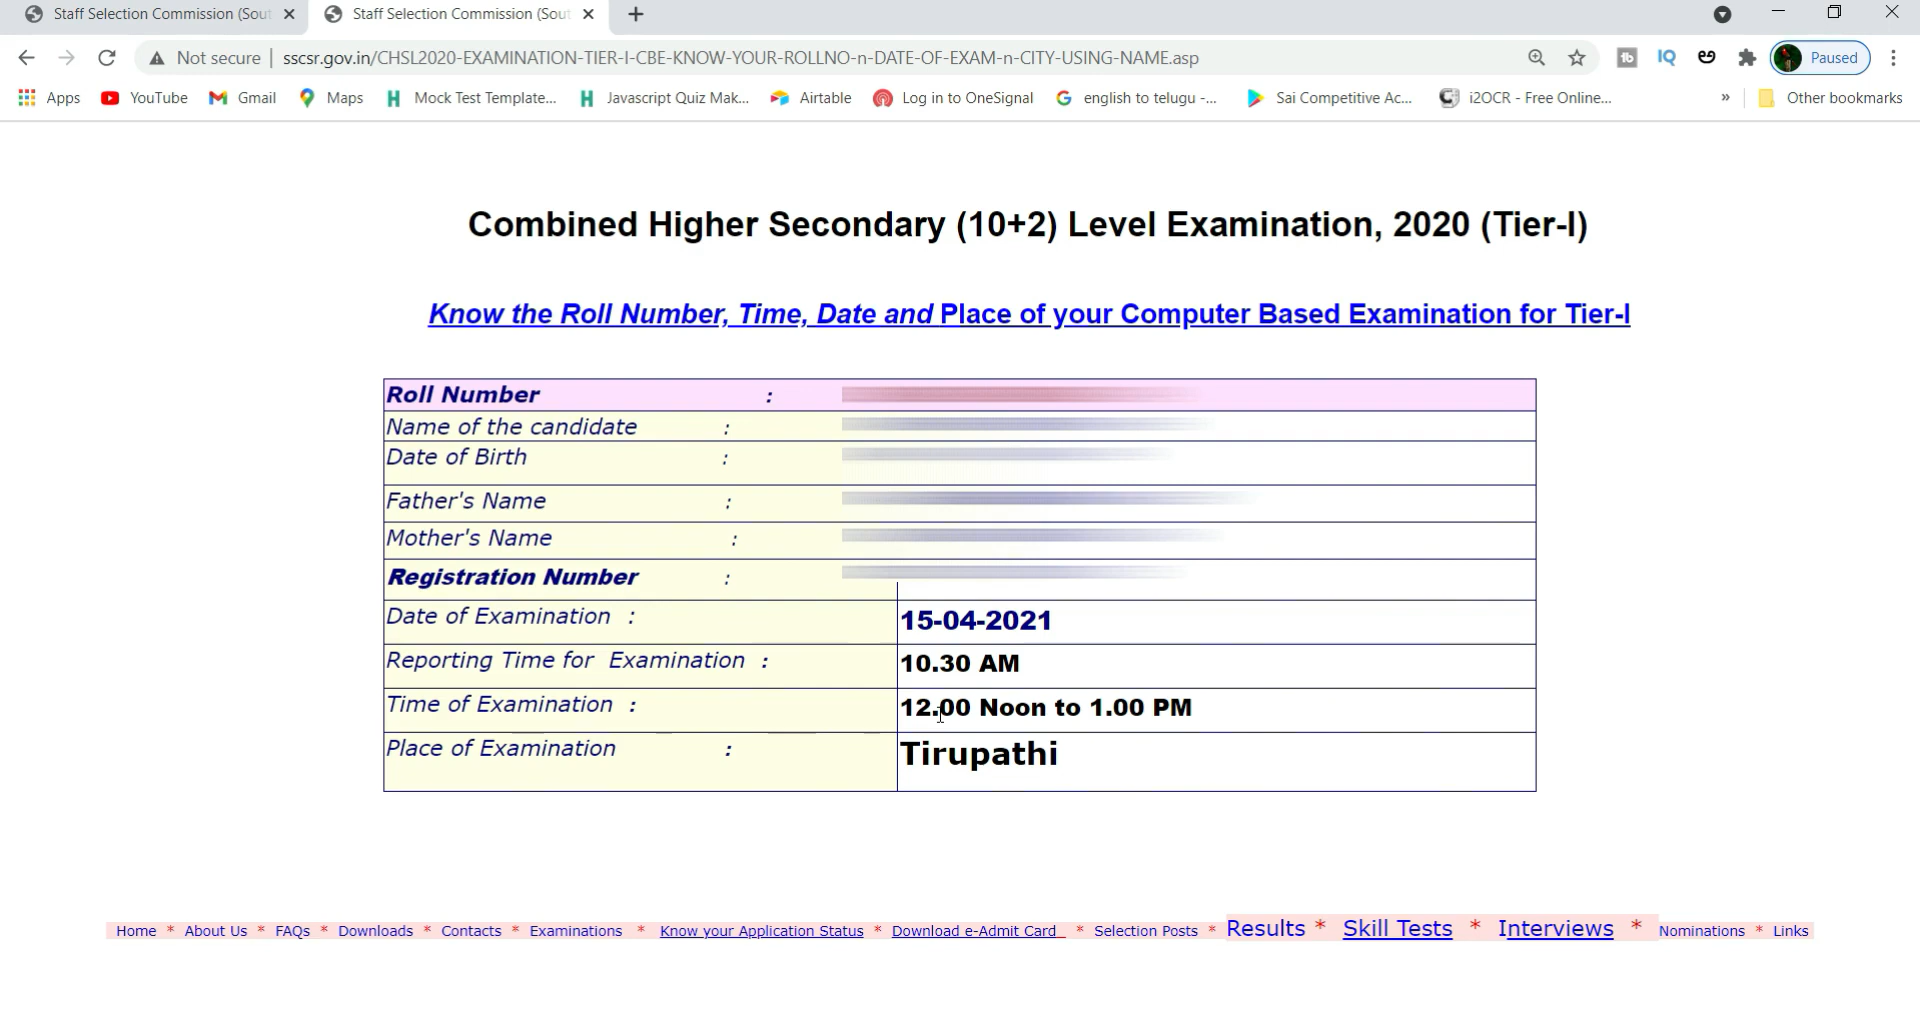 Staff Selection Commission (Sout
Staff Selection Commission (Sout
Not secure | sscsr.gov.in/CHSL2020-EXAMINATION-TIER-I-CBE-KNOW-YOUR-ROLLNO-n-DATE-OF-EXAM-n-CITY-USING-NAME.asp
IQ
Paused
Apps YouTube Gmail Maps Mock Test Template... Javascript Quiz Mak... Airtable Log in to OneSignal english to telugu -... Sai Competitive Ac... i2OCR - Free Online... » Other bookmarks
Combined Higher Secondary (10+2) Level Examination, 2020 (Tier-I)
Know the Roll Number, Time, Date and Place of your Computer Based Examination for Tier-I
Roll Number :
Name of the candidate :
Date of Birth :
Father's Name :
Mother's Name :
Registration Number :
Date of Examination : 15-04-2021
Reporting Time for Examination : 10.30 AM
Time of Examination : 12.00 Noon to 1.00 PM
Place of Examination : Tirupathi
Home * About Us * FAQs * Downloads * Contacts * Examinations * Know your Application Status * Download e-Admit Card * Selection Posts * Results * Skill Tests * Interviews * Nominations * Links